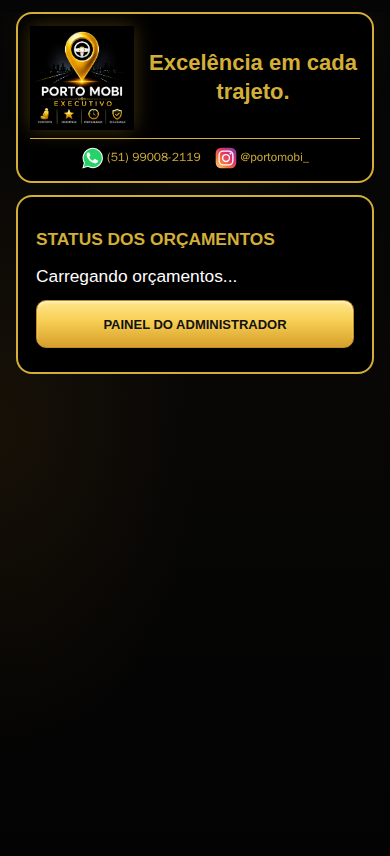 Excelência em cada
trajeto.
PORTO MOBI
EXECUTIVO
(51) 99008-2119 @portomobi_
STATUS DOS ORÇAMENTOS
Carregando orçamentos...
PAINEL DO ADMINISTRADOR